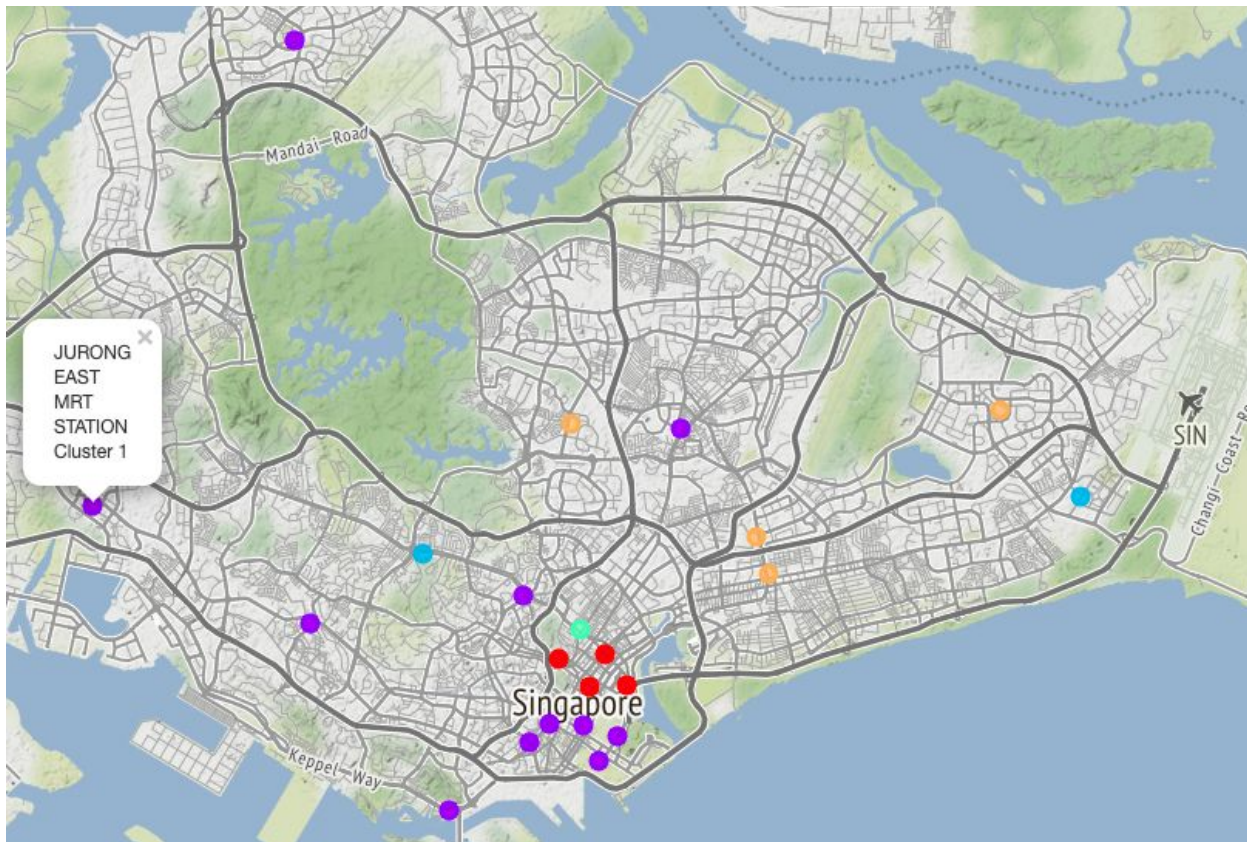 Mandai Road
JURONG
EAST
MRT
STATION
Cluster 1
×
SIN
Changi-Coast-Ro
Singapore
Keppel Way